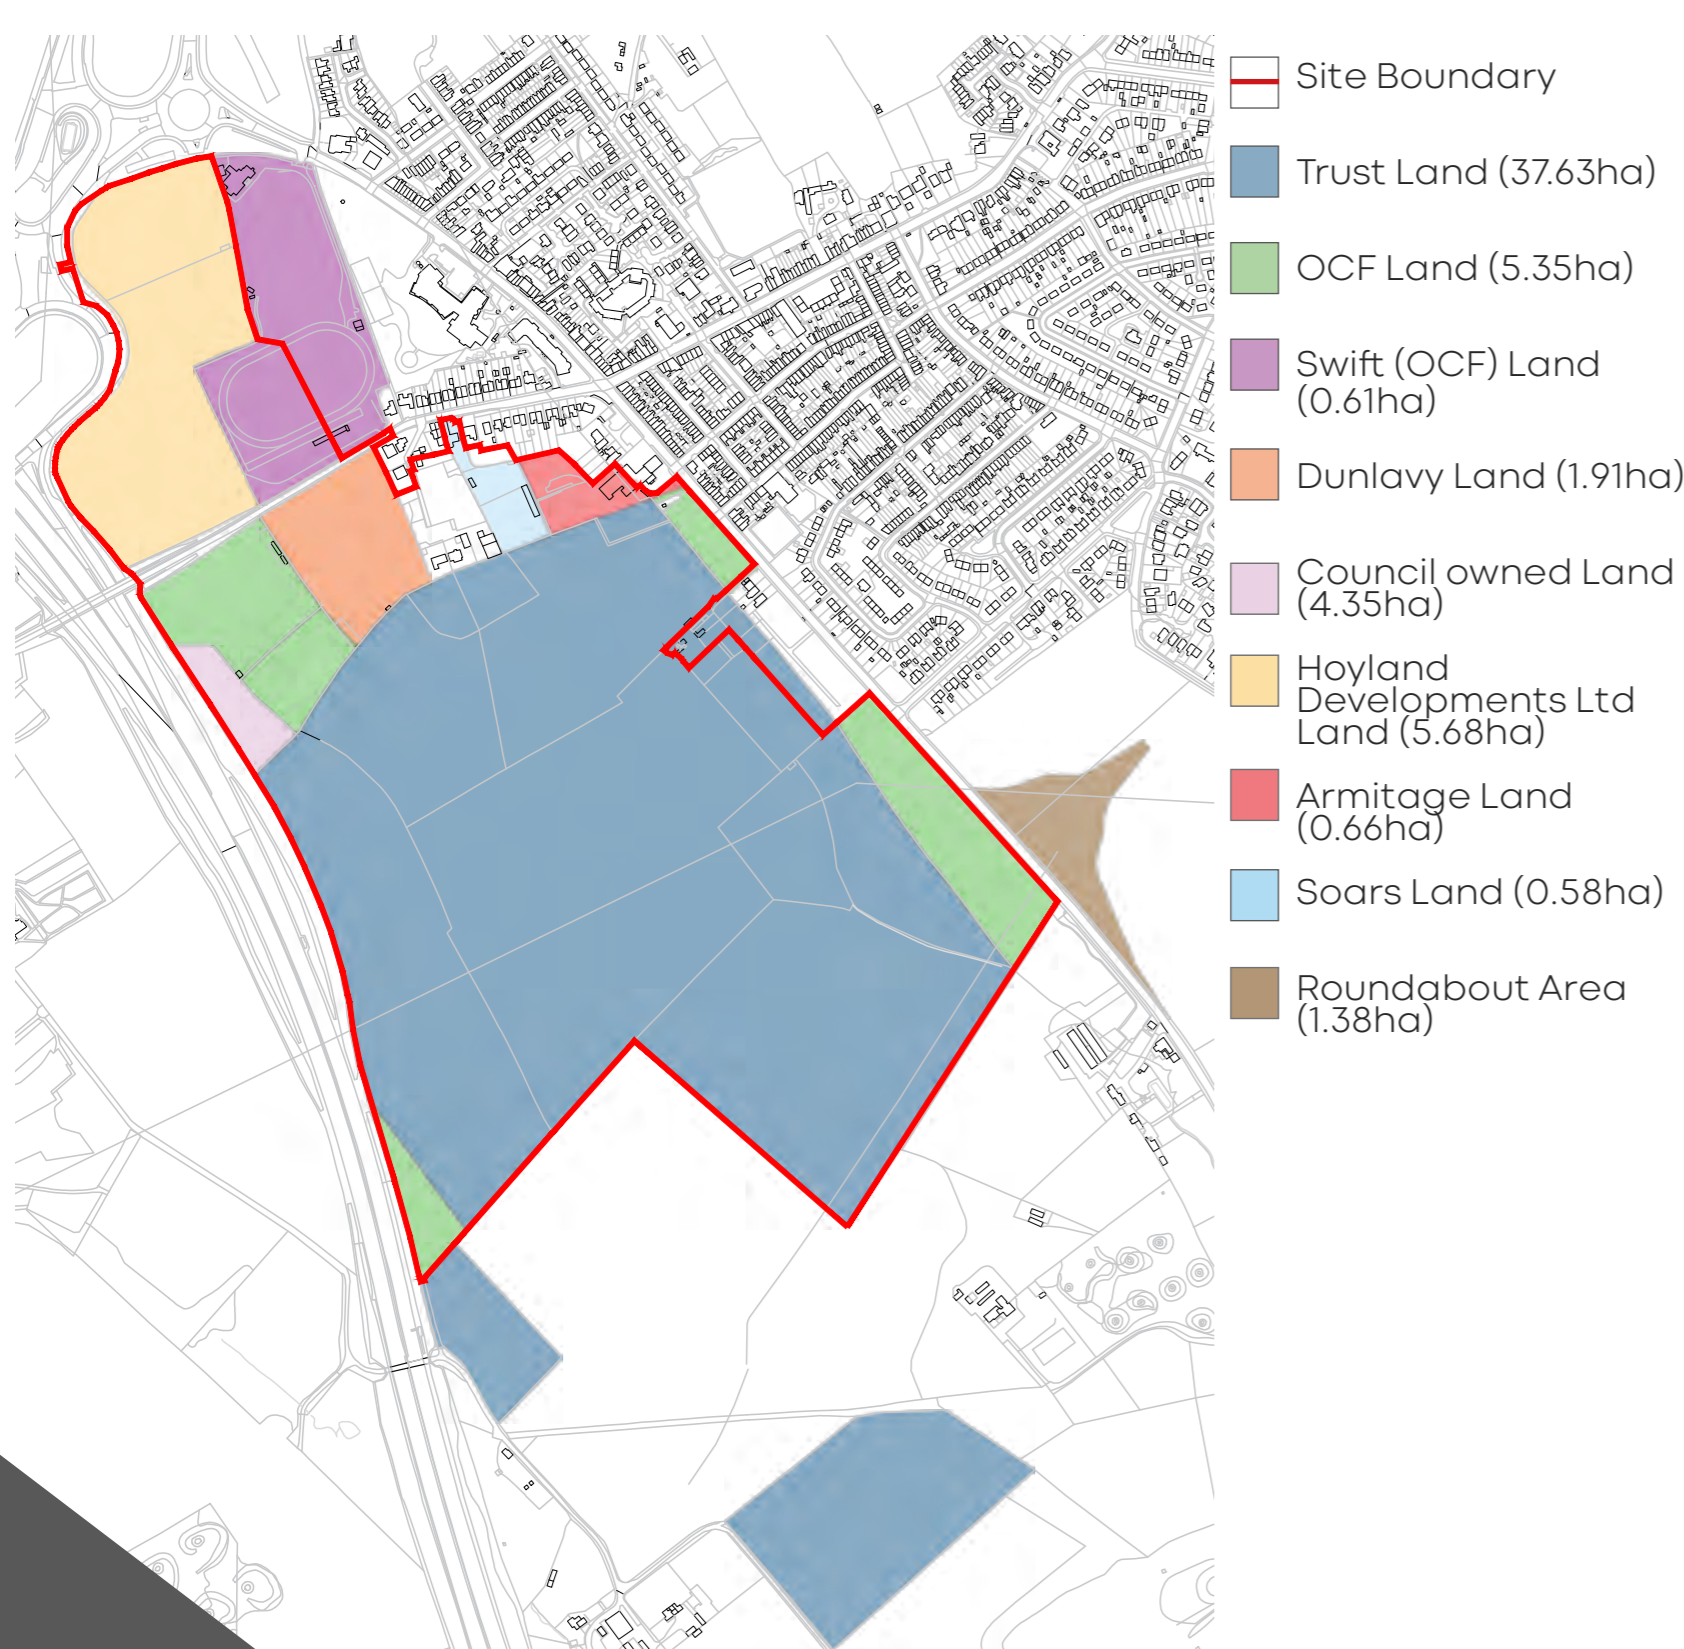 Site Boundary
Trust Land (37.63ha)
OCF Land (5.35ha)
Swift (OCF) Land
(0.61ha)
Dunlavy Land (1.91ha)
Council owned Land
(4.35ha)
Hoyland
Developments Ltd
Land (5.68ha)
Armitage Land
(0.66ha)
Soars Land (0.58ha)
Roundabout Area
(1.38ha)